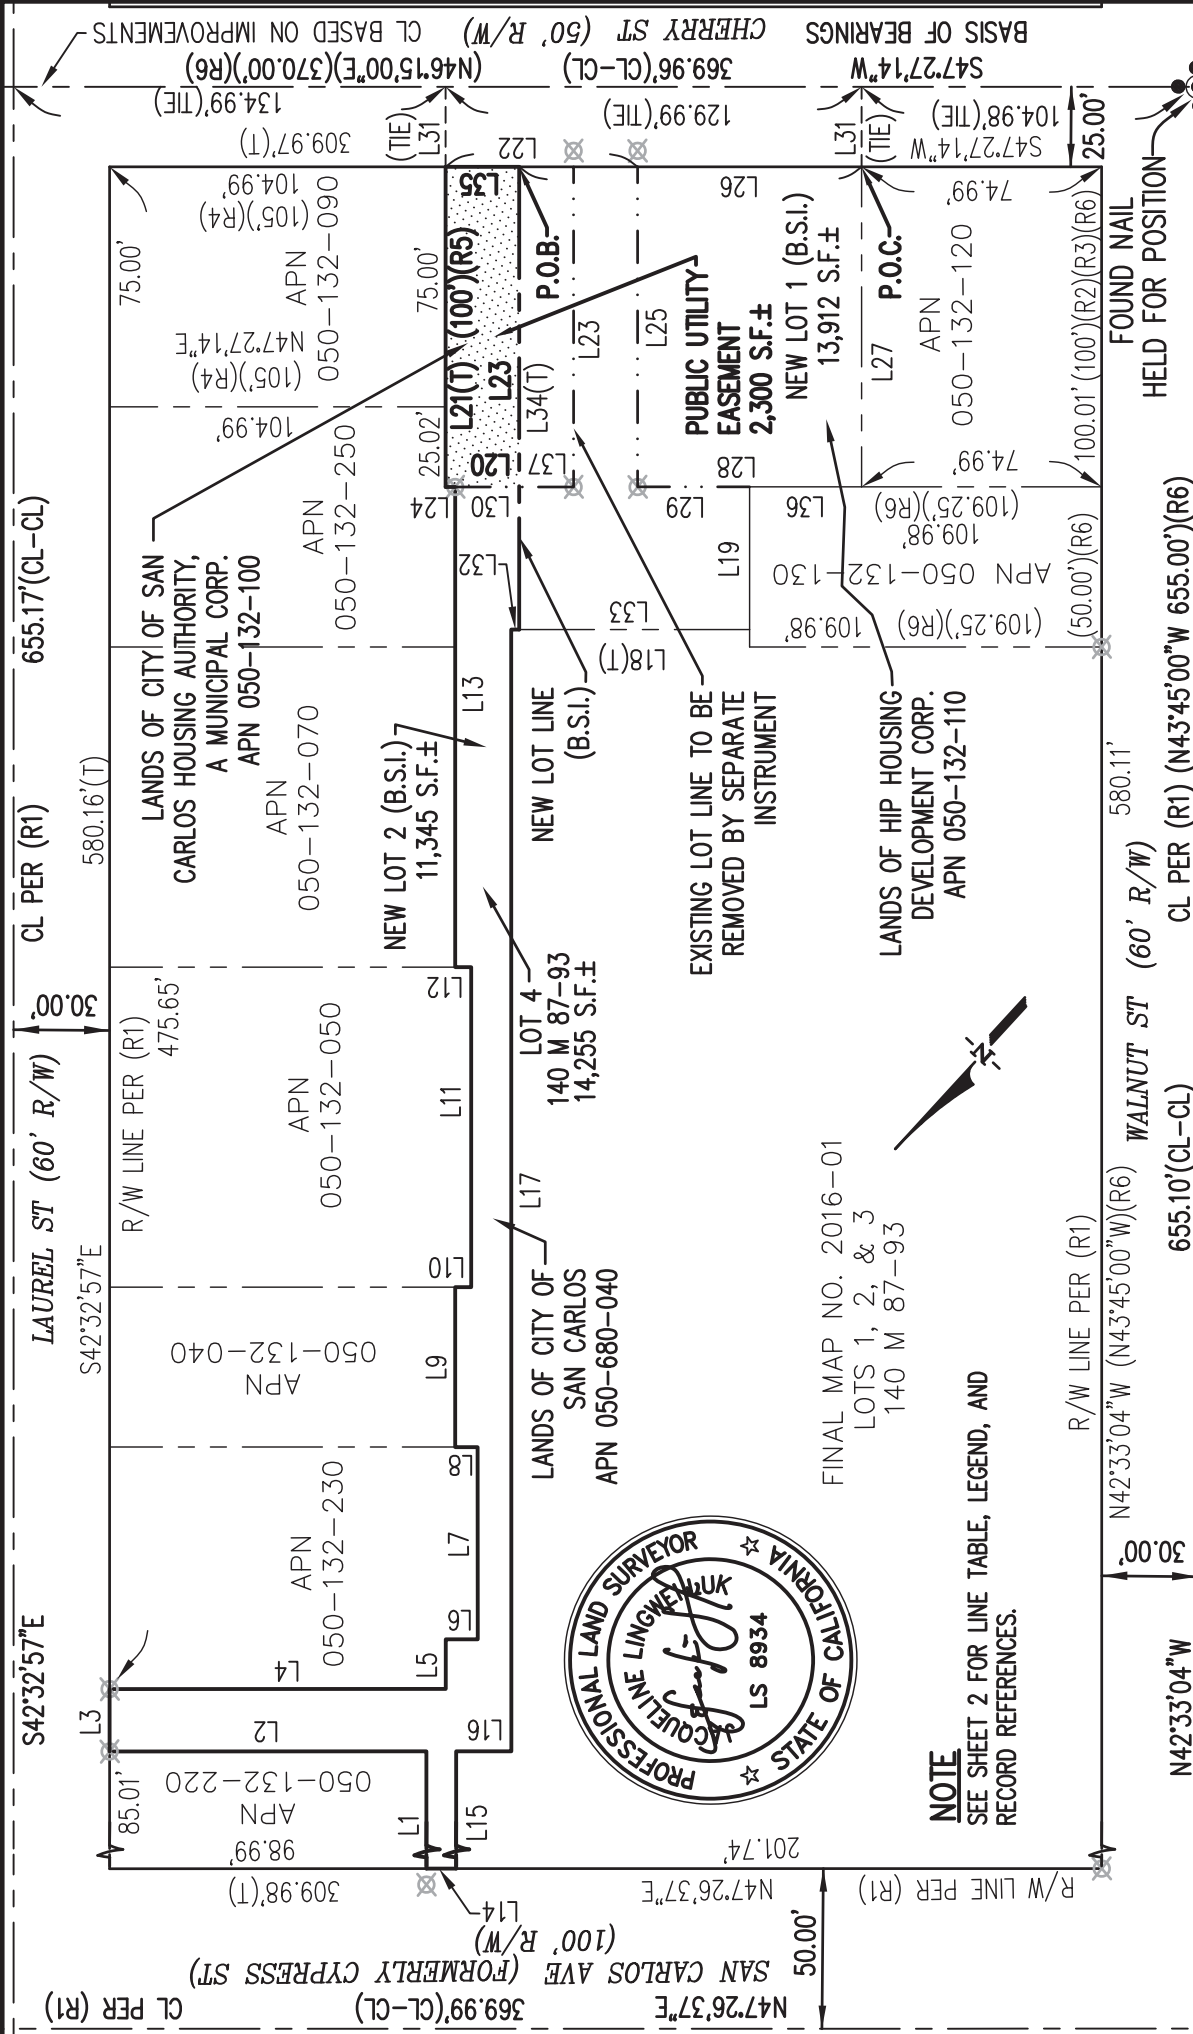 BASIS OF BEARINGS
S47°27'14"W
CHERRY ST (50' R/W)
369.96'(CL-CL)
(N46°15'00"E)(370.00')(R6)
CL BASED ON IMPROVEMENTS
134.99'(TIE)
129.99'(TIE)
104.98'(TIE)
S47°27'14"W
25.00'
309.97'(T)
(TIE)
L31
L22
L26
L31
(TIE)
74.99'
655.17'(CL-CL)
CL PER (R1)
LAUREL ST (60' R/W)
S42°32'57"E
30.00'
580.16'(T)
R/W LINE PER (R1)
475.65'
S42°32'57"E
75.00'
104.99'
(105')(R4)
APN
050-132-090
N47°27'14"E
(105')(R4)
104.99'
75.00'
25.02'
APN
050-132-250
LANDS OF CITY OF SAN
CARLOS HOUSING AUTHORITY,
A MUNICIPAL CORP.
APN 050-132-100
APN
050-132-070
APN
050-132-050
APN
050-132-040
APN
050-132-230
APN
050-132-220
85.01'
98.99'
L35
L21(T) (100')(R5)
L23
L20
L34(T)
L37
L23
L25
P.O.B.
P.O.C.
PUBLIC UTILITY
EASEMENT
2,300 S.F.±
NEW LOT 1 (B.S.I.)
13,912 S.F.±
L27
APN
050-132-120
74.99'
100.01' (100')(R2)(R3)(R6)
FOUND NAIL
HELD FOR POSITION
L24
L30
L29
L28
L36
L32
L33
L19
L18(T)
(109.25')(R6)
109.98'
APN 050-132-130
109.98'
(109.25')(R6)
(50.00')(R6)
L13
NEW LOT 2 (B.S.I.)
11,345 S.F.±
NEW LOT LINE
(B.S.I.)
EXISTING LOT LINE TO BE
REMOVED BY SEPARATE
INSTRUMENT
LANDS OF HIP HOUSING
DEVELOPMENT CORP.
APN 050-132-110
LOT 4
140 M 87-93
14,255 S.F.±
L12
L11
L10
L17
L9
L8
L7
L6
L5
L4
L3
L2
L16
L1
L15
L14
LANDS OF CITY OF
SAN CARLOS
APN 050-680-040
-N-
FINAL MAP NO. 2016-01
LOTS 1, 2, & 3
140 M 87-93
PROFESSIONAL LAND SURVEYOR
LS 8934
STATE OF CALIFORNIA
NOTE
SEE SHEET 2 FOR LINE TABLE, LEGEND, AND
RECORD REFERENCES.
580.11'
CL PER (R1) (N43°45'00"W 655.00')(R6)
WALNUT ST (60' R/W)
655.10'(CL-CL)
R/W LINE PER (R1)
N42°33'04"W (N43°45'00"W)(R6)
30.00'
N42°33'04"W
309.98'(T)
201.74'
N47°26'37"E
R/W LINE PER (R1)
50.00'
(100' R/W)
SAN CARLOS AVE (FORMERLY CYPRESS ST)
N47°26'37"E
369.99'(CL-CL)
CL PER (R1)